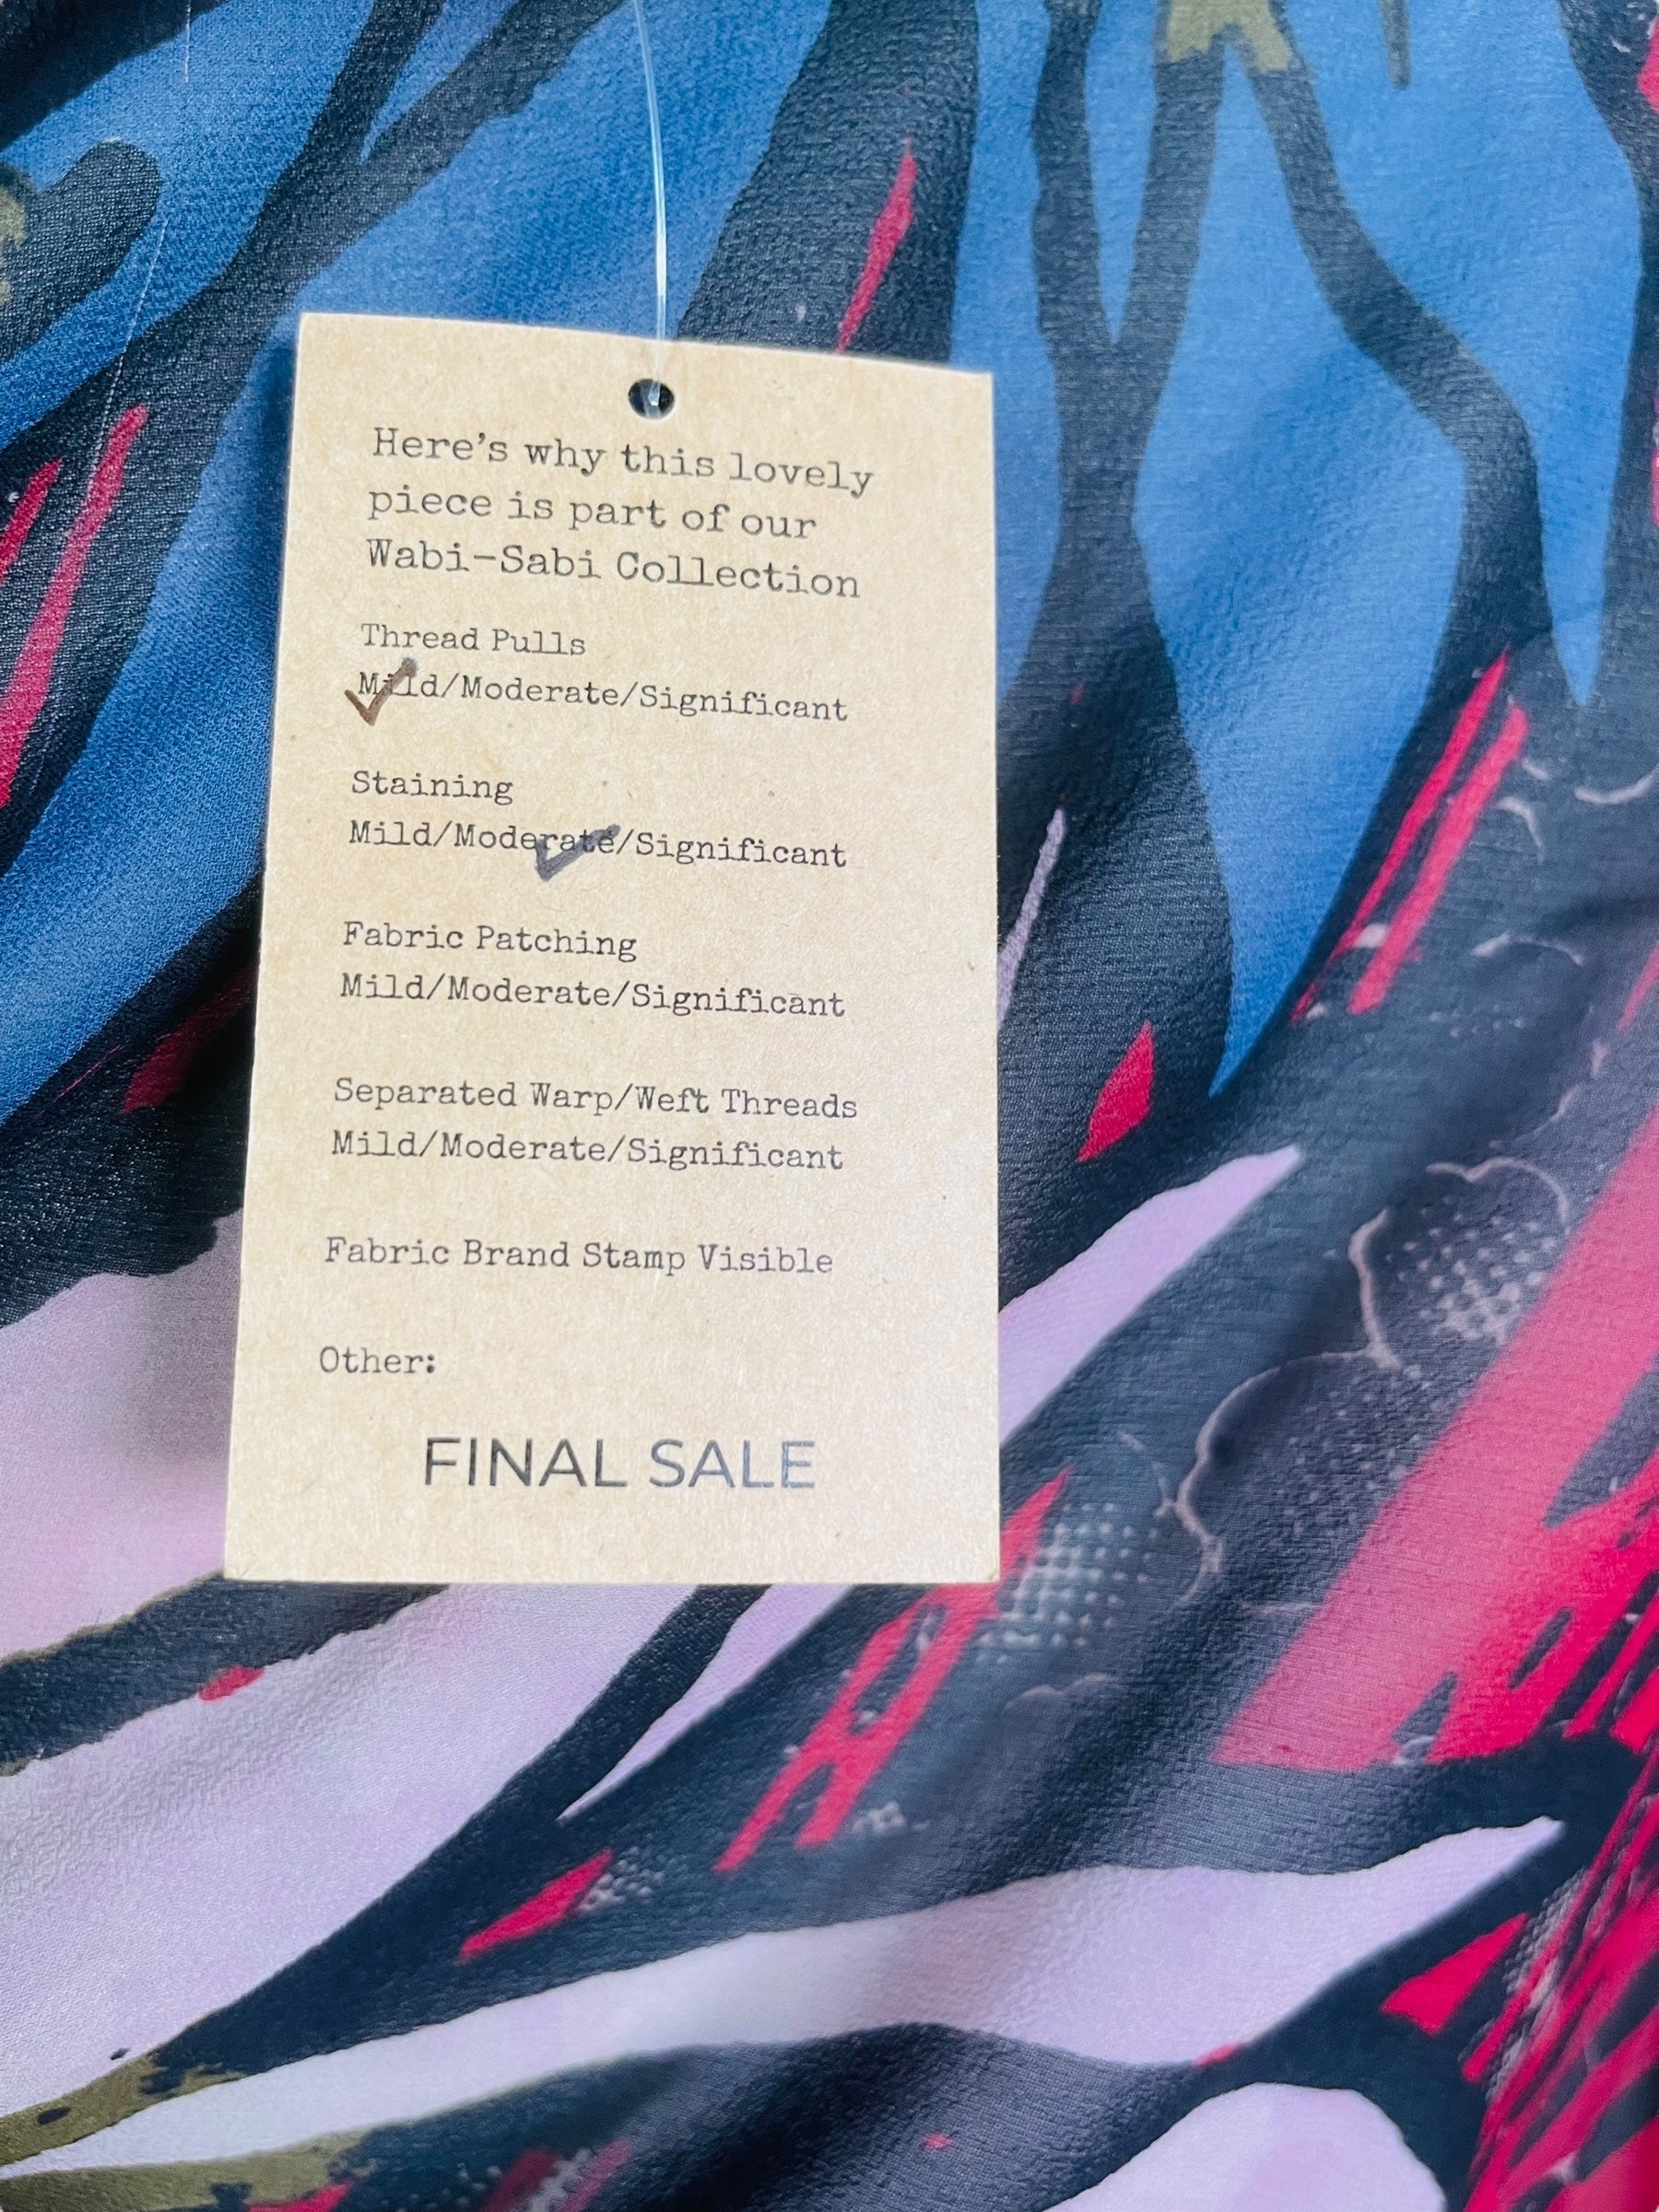 Here's why this lovely
piece is part of our
Wabi-Sabi Collection
Thread Pulls
Mild/Moderate/Significant
Staining
Mild/Moderate/Significant
Fabric Patching
Mild/Moderate/Significant
Separated Warp/Weft Threads
Mild/Moderate/Significant
Fabric Brand Stamp Visible
Other:
FINAL SALE